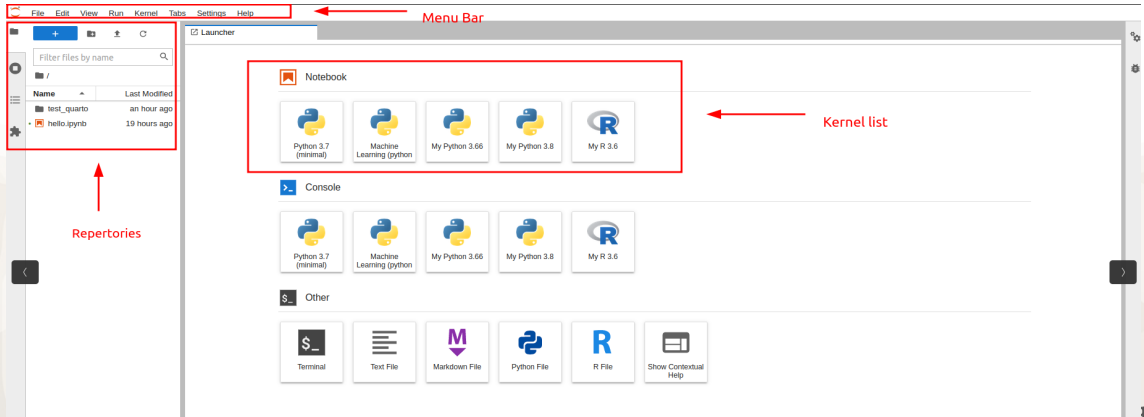 File Edit View Run Kernel Tabs Settings Help
Menu Bar
Launcher
Filter files by name
/
Name Last Modified
test_quarto an hour ago
hello.ipynb 19 hours ago
Repertories
Notebook
Python 3.7
(minimal)
Machine
Learning (python
My Python 3.66
My Python 3.8
R
My R 3.6
Kernel list
Console
Python 3.7
(minimal)
Machine
Learning (python
My Python 3.66
My Python 3.8
R
My R 3.6
$_ Other
$_
Terminal
Text File
M
Markdown File
Python File
R
R File
Show Contextual
Help